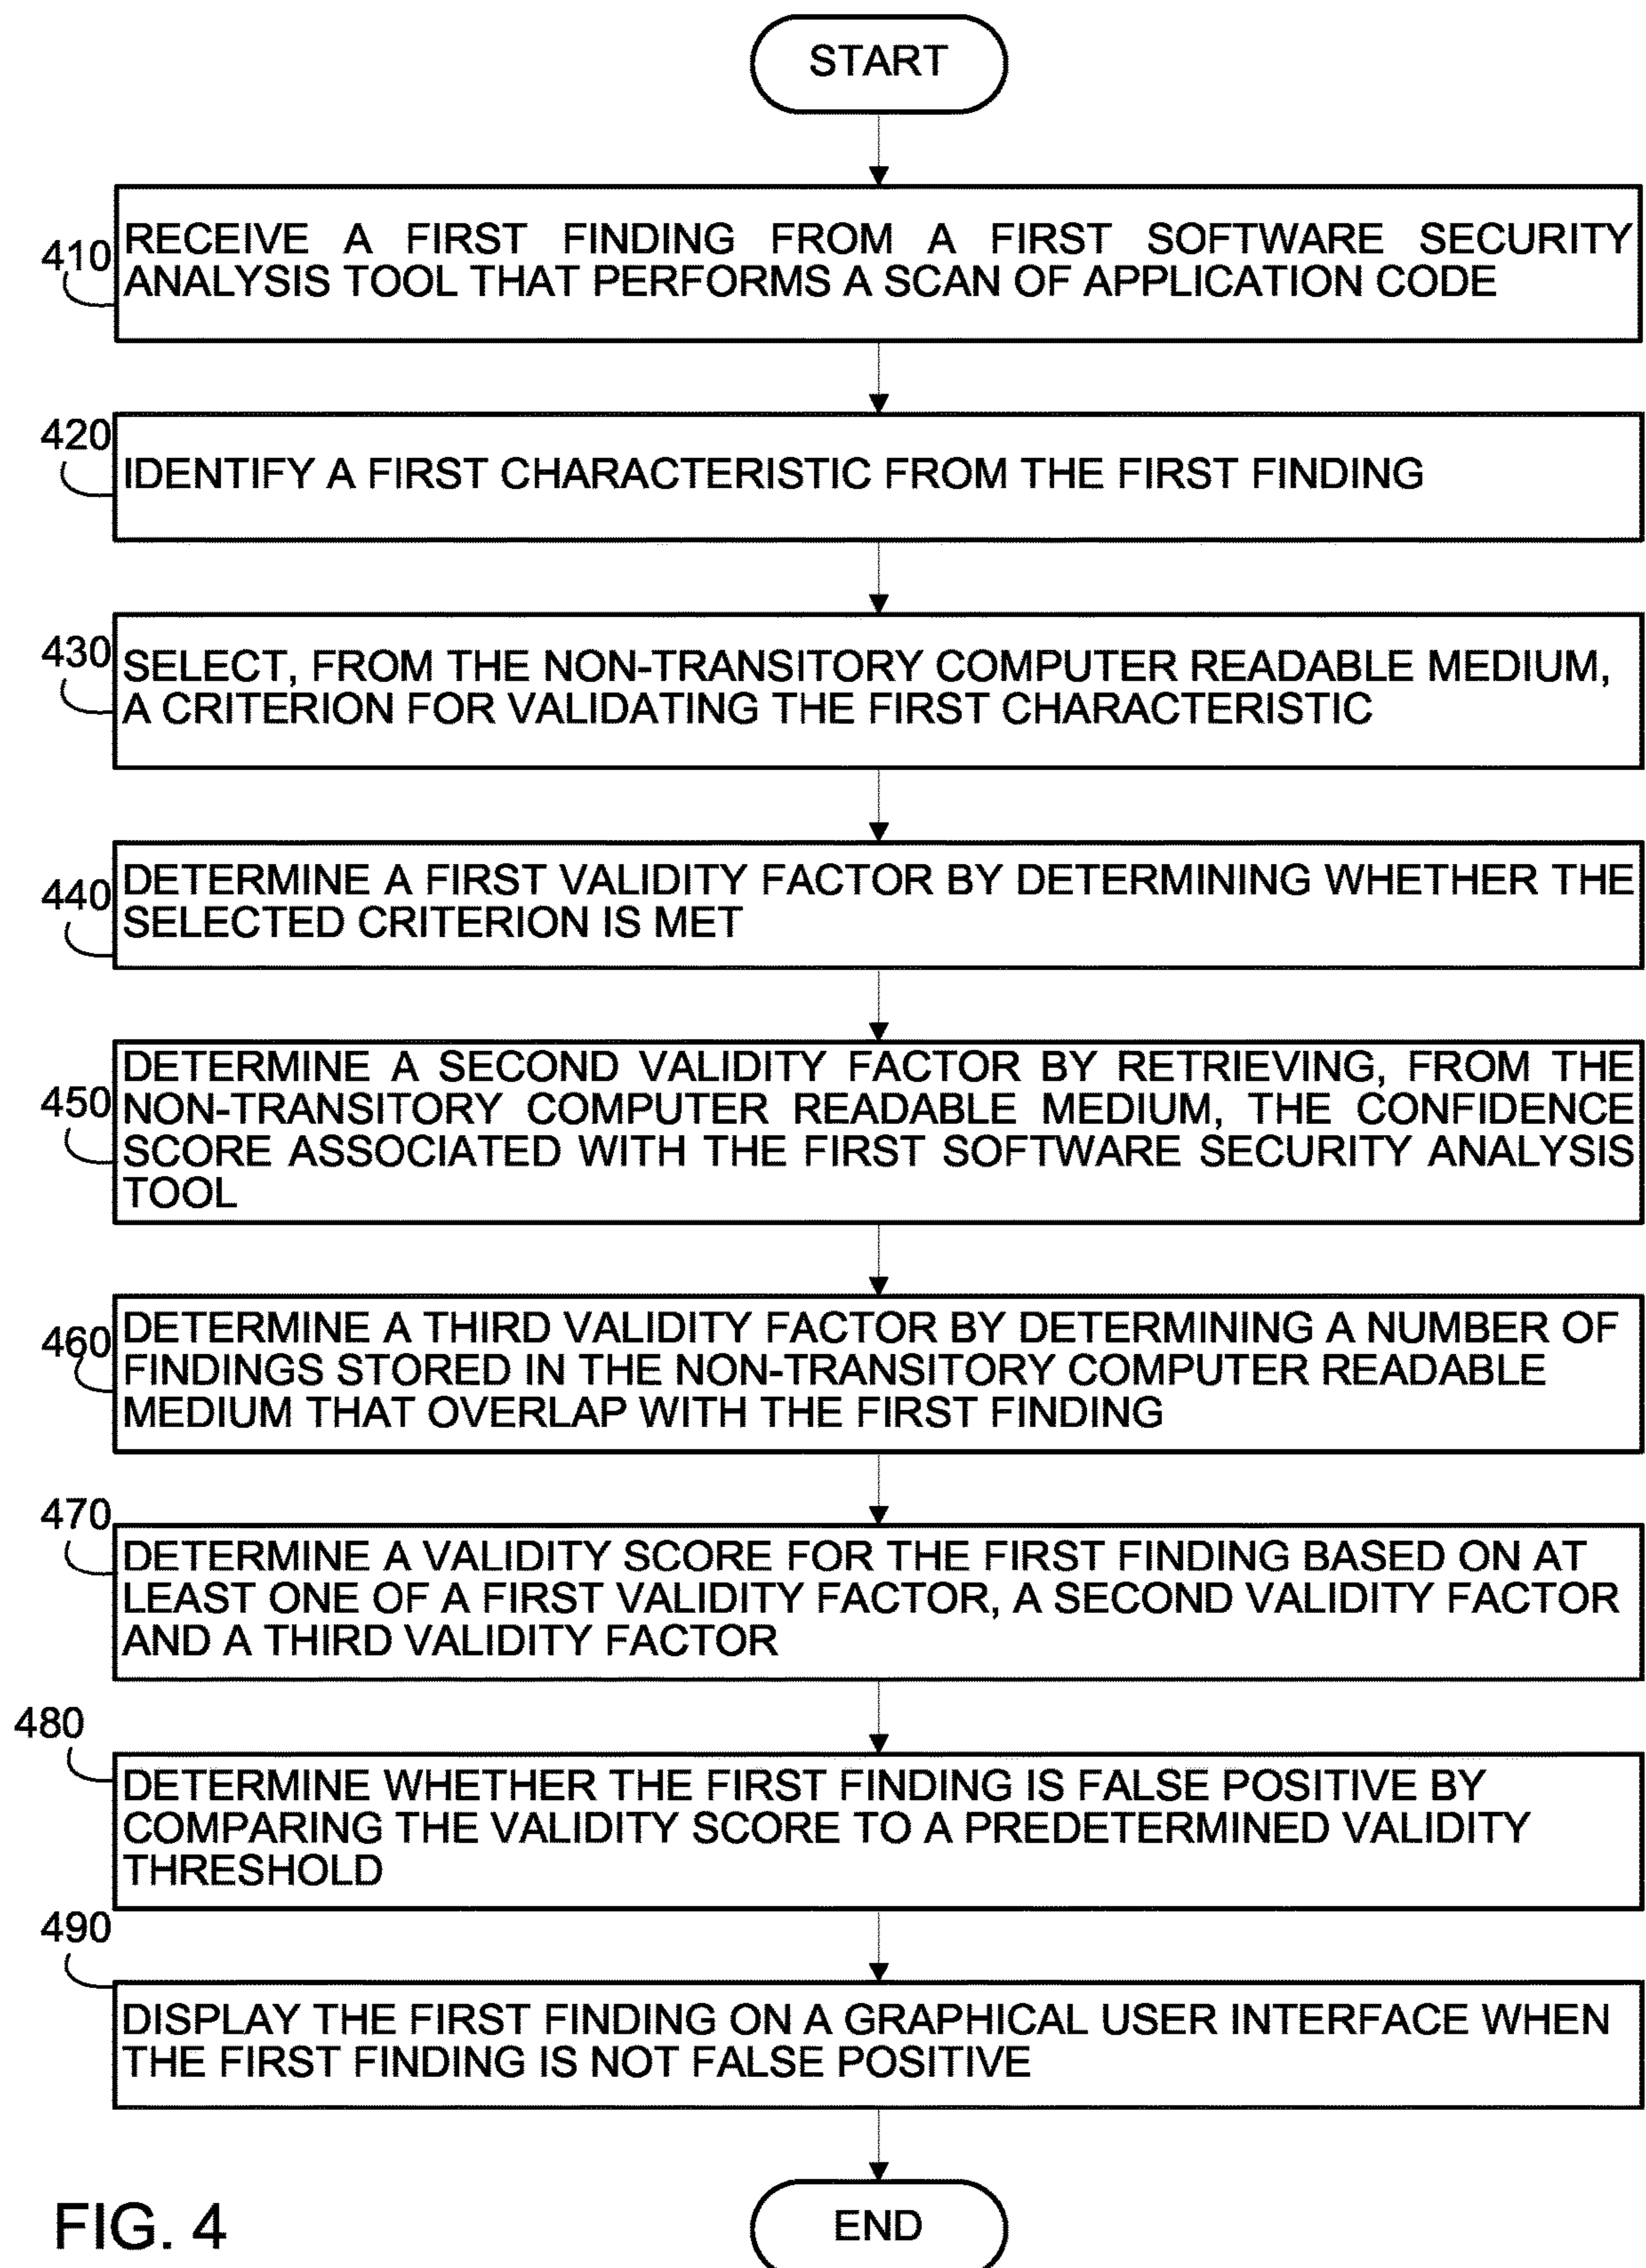 START
410
RECEIVE A FIRST FINDING FROM A FIRST SOFTWARE SECURITY
ANALYSIS TOOL THAT PERFORMS A SCAN OF APPLICATION CODE
420
IDENTIFY A FIRST CHARACTERISTIC FROM THE FIRST FINDING
430
SELECT, FROM THE NON-TRANSITORY COMPUTER READABLE MEDIUM,
A CRITERION FOR VALIDATING THE FIRST CHARACTERISTIC
440
DETERMINE A FIRST VALIDITY FACTOR BY DETERMINING WHETHER THE
SELECTED CRITERION IS MET
450
DETERMINE A SECOND VALIDITY FACTOR BY RETRIEVING, FROM THE
NON-TRANSITORY COMPUTER READABLE MEDIUM, THE CONFIDENCE
SCORE ASSOCIATED WITH THE FIRST SOFTWARE SECURITY ANALYSIS
TOOL
460
DETERMINE A THIRD VALIDITY FACTOR BY DETERMINING A NUMBER OF
FINDINGS STORED IN THE NON-TRANSITORY COMPUTER READABLE
MEDIUM THAT OVERLAP WITH THE FIRST FINDING
470
DETERMINE A VALIDITY SCORE FOR THE FIRST FINDING BASED ON AT
LEAST ONE OF A FIRST VALIDITY FACTOR, A SECOND VALIDITY FACTOR
AND A THIRD VALIDITY FACTOR
480
DETERMINE WHETHER THE FIRST FINDING IS FALSE POSITIVE BY
COMPARING THE VALIDITY SCORE TO A PREDETERMINED VALIDITY
THRESHOLD
490
DISPLAY THE FIRST FINDING ON A GRAPHICAL USER INTERFACE WHEN
THE FIRST FINDING IS NOT FALSE POSITIVE
END
FIG. 4